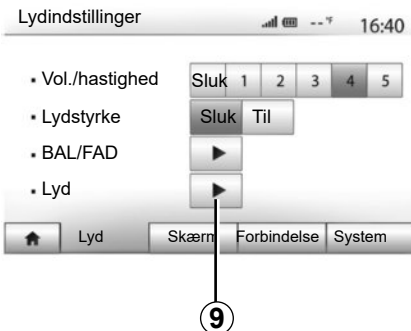 Lydindstillinger --°F 16:40
Vol./hastighed Sluk 1 2 3 4 5
Lydstyrke Sluk Til
BAL/FAD
Lyd
Lyd Skærm Forbindelse System
9